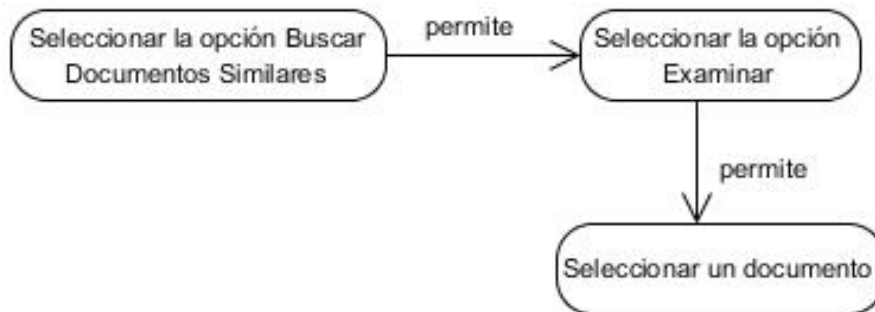 Seleccionar la opción Buscar
Documentos Similares
permite
Seleccionar la opción
Examinar
permite
Seleccionar un documento